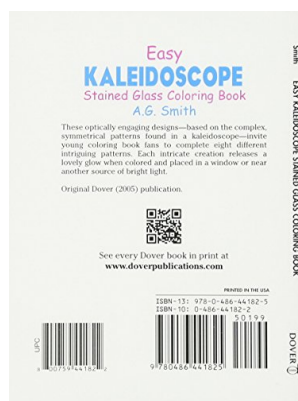 Easy
KALEIDOSCOPE
Stained Glass Coloring Book
A.G. Smith
These optically engaging designs—based on the complex,
symmetrical patterns found in a kaleidoscope—invite
young coloring book fans to complete eight different
intriguing patterns. Each intricate creation releases a
lovely glow when colored and placed in a window or near
another source of bright light.
Original Dover (2005) publication.
See every Dover book in print at
www.doverpublications.com
PRINTED IN THE USA
ISBN-13: 978-0-486-44182-5
ISBN-10: 0-486-44182-2
50199
9 780486 441825
UPC
8 00759 44182 2
Smith
EASY KALEIDOSCOPE STAINED GLASS COLORING BOOK
DOVER